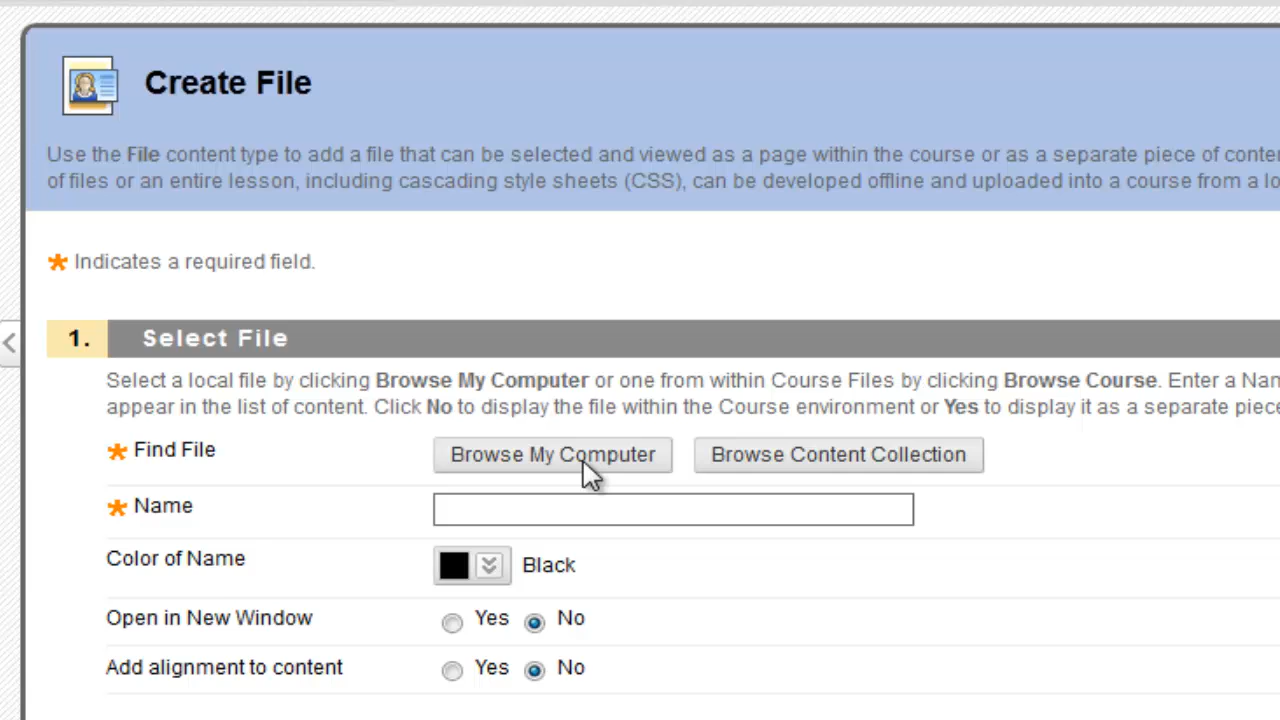 Create File
Use the File content type to add a file that can be selected and viewed as a page within the course or as a separate piece of
of files or an entire lesson, including cascading style sheets (CSS), can be developed offline and uploaded into a course from a
Indicates a required field.
1. Select File
Select a local file by clicking Browse My Computer or one from within Course Files by clicking Browse Course. Enter a
appear in the list of content. Click No to display the file within the Course environment or Yes to display it as a separate
Find File Browse My Computer Browse Content Collection
Name
Color of Name Black
Open in New Window Yes No
Add alignment to content Yes No